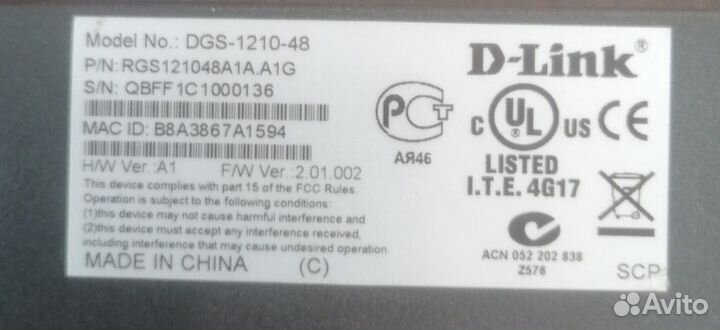 Model No.: DGS-1210-48
P/N: RGS121048A1A.A1G
S/N: QBFF1C1000136
MAC ID: B8A3867A1594
H/W Ver.:A1 F/W Ver.:2.01.002
This device complies with part 15 of the FCC Rules.
Operation is subject to the following conditions:
(1)this device may not cause harmful interference and
(2)this device must accept any interference received,
including interference that may cause undesired operation.
MADE IN CHINA (C)
D-Link®
РСТ
АЯ46
C UL® US CE
LISTED
I.T.E. 4G17
ACN 052 202 838
Z576
SCP
Avito